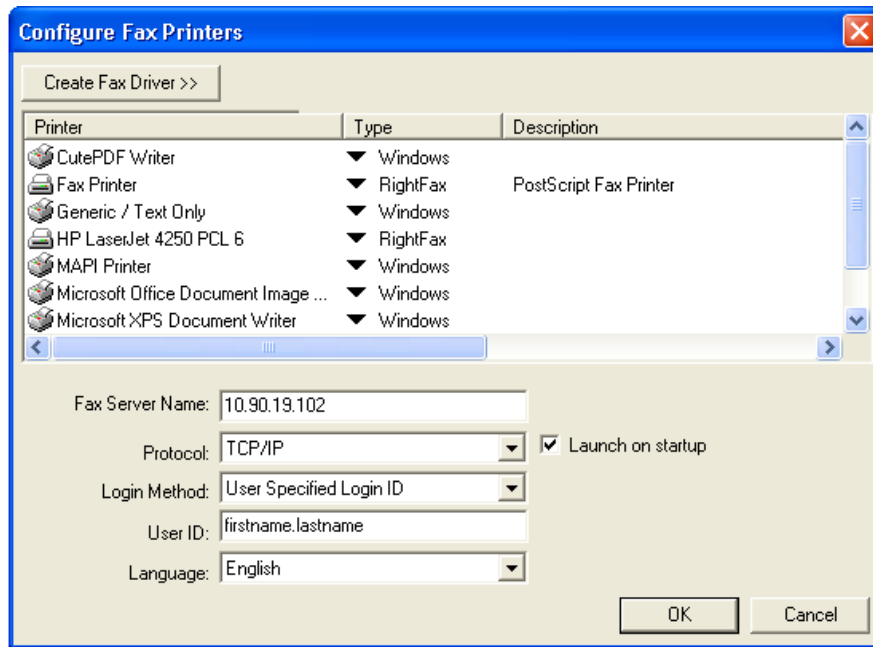 Configure Fax Printers
Create Fax Driver >>
Printer Type Description
CutePDF Writer Windows
Fax Printer RightFax PostScript Fax Printer
Generic / Text Only Windows
HP LaserJet 4250 PCL 6 RightFax
MAPI Printer Windows
Microsoft Office Document Image ... Windows
Microsoft XPS Document Writer Windows
Fax Server Name: 10.90.19.102
Protocol: TCP/IP Launch on startup
Login Method: User Specified Login ID
User ID: firstname.lastname
Language: English
OK Cancel